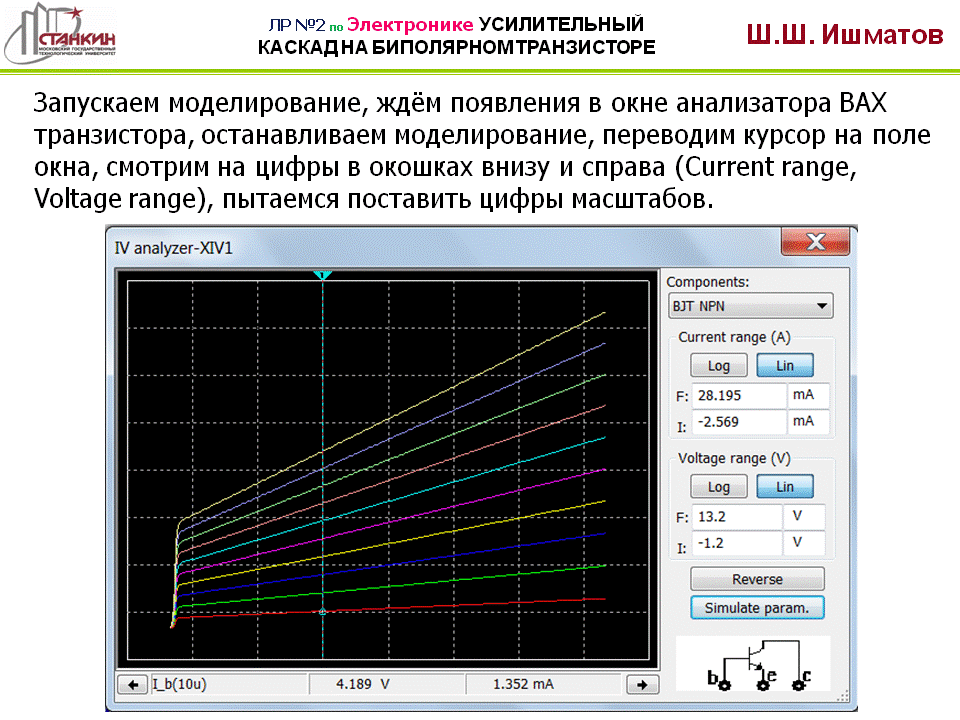 СТАНКИН
МОСКОВСКИЙ ГОСУДАРСТВЕННЫЙ
ТЕХНОЛОГИЧЕСКИЙ УНИВЕРСИТЕТ
ЛР №2 по Электронике УСИЛИТЕЛЬНЫЙ
КАСКАД НА БИПОЛЯРНОМТРАНЗИСТОРЕ
Ш.Ш. Ишматов
Запускаем моделирование, ждём появления в окне анализатора ВАХ
транзистора, останавливаем моделирование, переводим курсор на поле
окна, смотрим на цифры в окошках внизу и справа (Current range,
Voltage range), пытаемся поставить цифры масштабов.
IV analyzer-XIV1
1
Components:
BJT NPN
Current range (A)
Log Lin
F: 28.195 mA
I: -2.569 mA
Voltage range (V)
Log Lin
F: 13.2 V
I: -1.2 V
Reverse
Simulate param.
b e c
I_b(10u) 4.189 V 1.352 mA